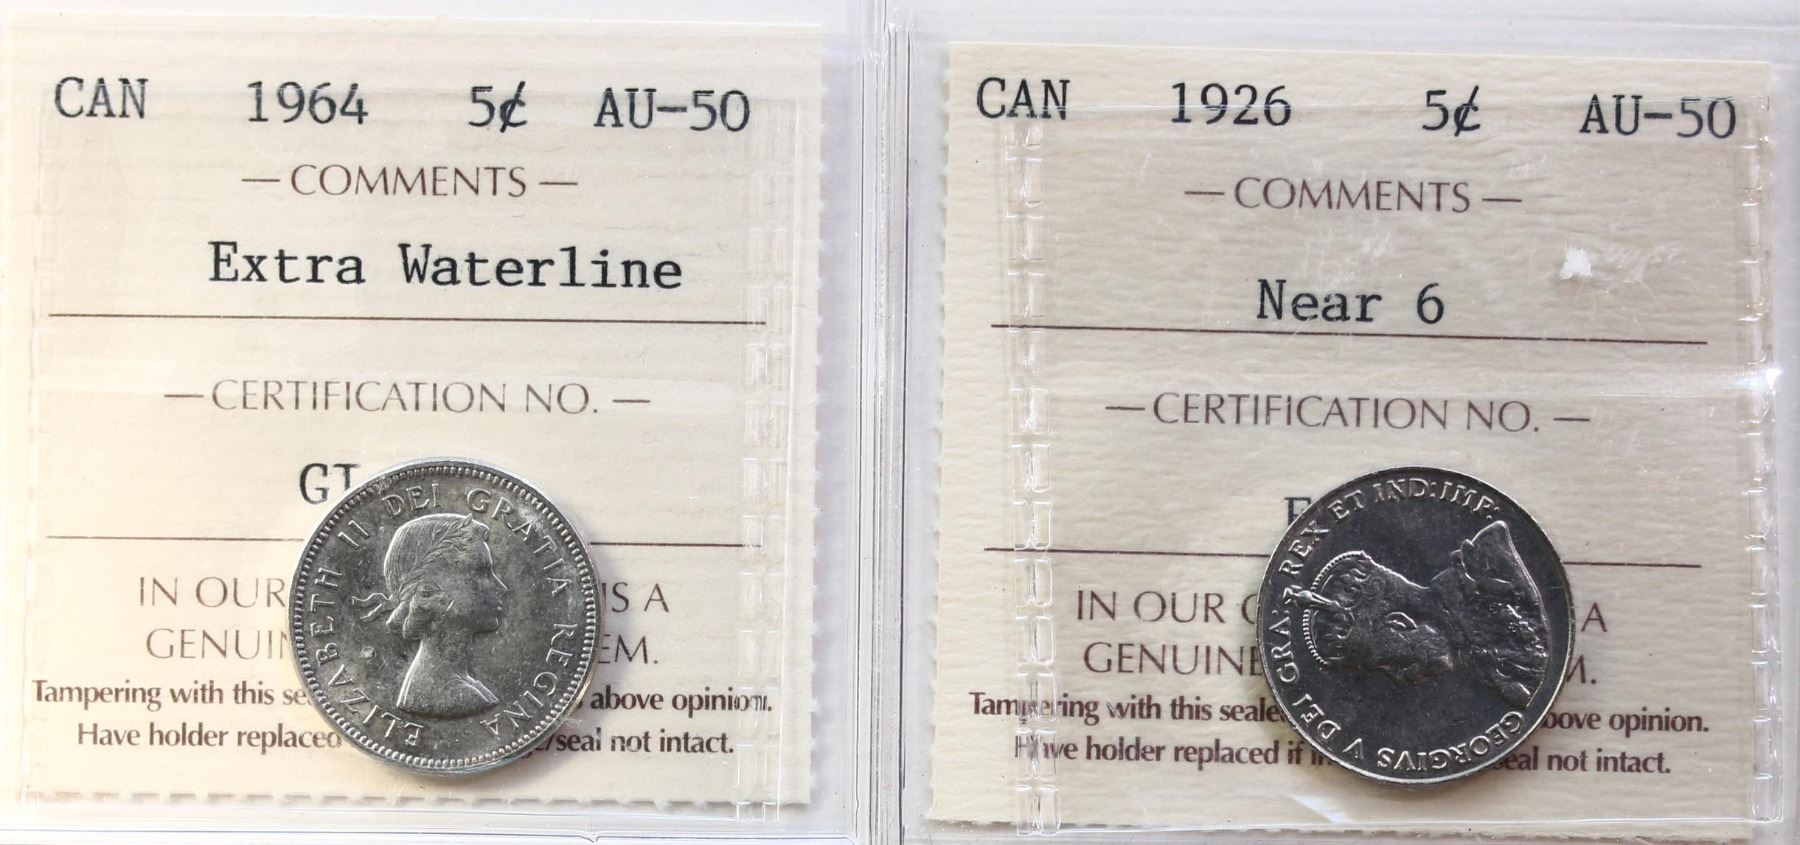 CAN 1964 5¢ AU-50
— COMMENTS —
Extra Waterline
— CERTIFICATION NO. —
GI
IN OUR IS A
GENUIN EM.
Tampering with this se above opinion.
Have holder replaced /seal not intact.
ELIZABETH II DEI GRATIA REGINA
CAN 1926 5¢ AU-50
— COMMENTS —
Near 6
— CERTIFICATION NO. —
IN OUR A
GENUINE M.
Tampering with this seale bove opinion.
Have holder replaced if eal not intact.
GEORGIVS V DEI GRA: REX ET IND:IMP: